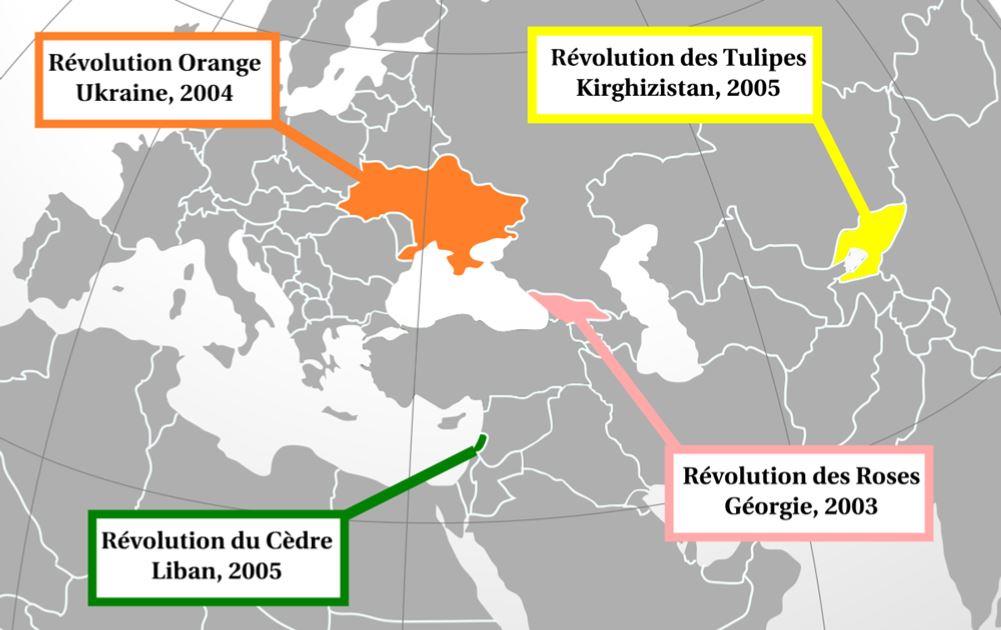 Révolution Orange
Ukraine, 2004
Révolution des Tulipes
Kirghizistan, 2005
Révolution des Roses
Géorgie, 2003
Révolution du Cèdre
Liban, 2005